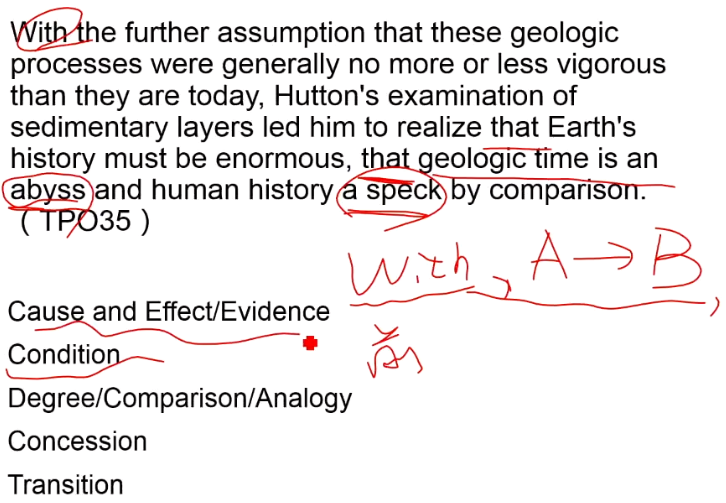 With the further assumption that these geologic
processes were generally no more or less vigorous
than they are today, Hutton's examination of
sedimentary layers led him to realize that Earth's
history must be enormous, that geologic time is an
abyss and human history a speck by comparison.
( TPO35 )
With, A → B,
Cause and Effect/Evidence
Condition
Degree/Comparison/Analogy
Concession
Transition